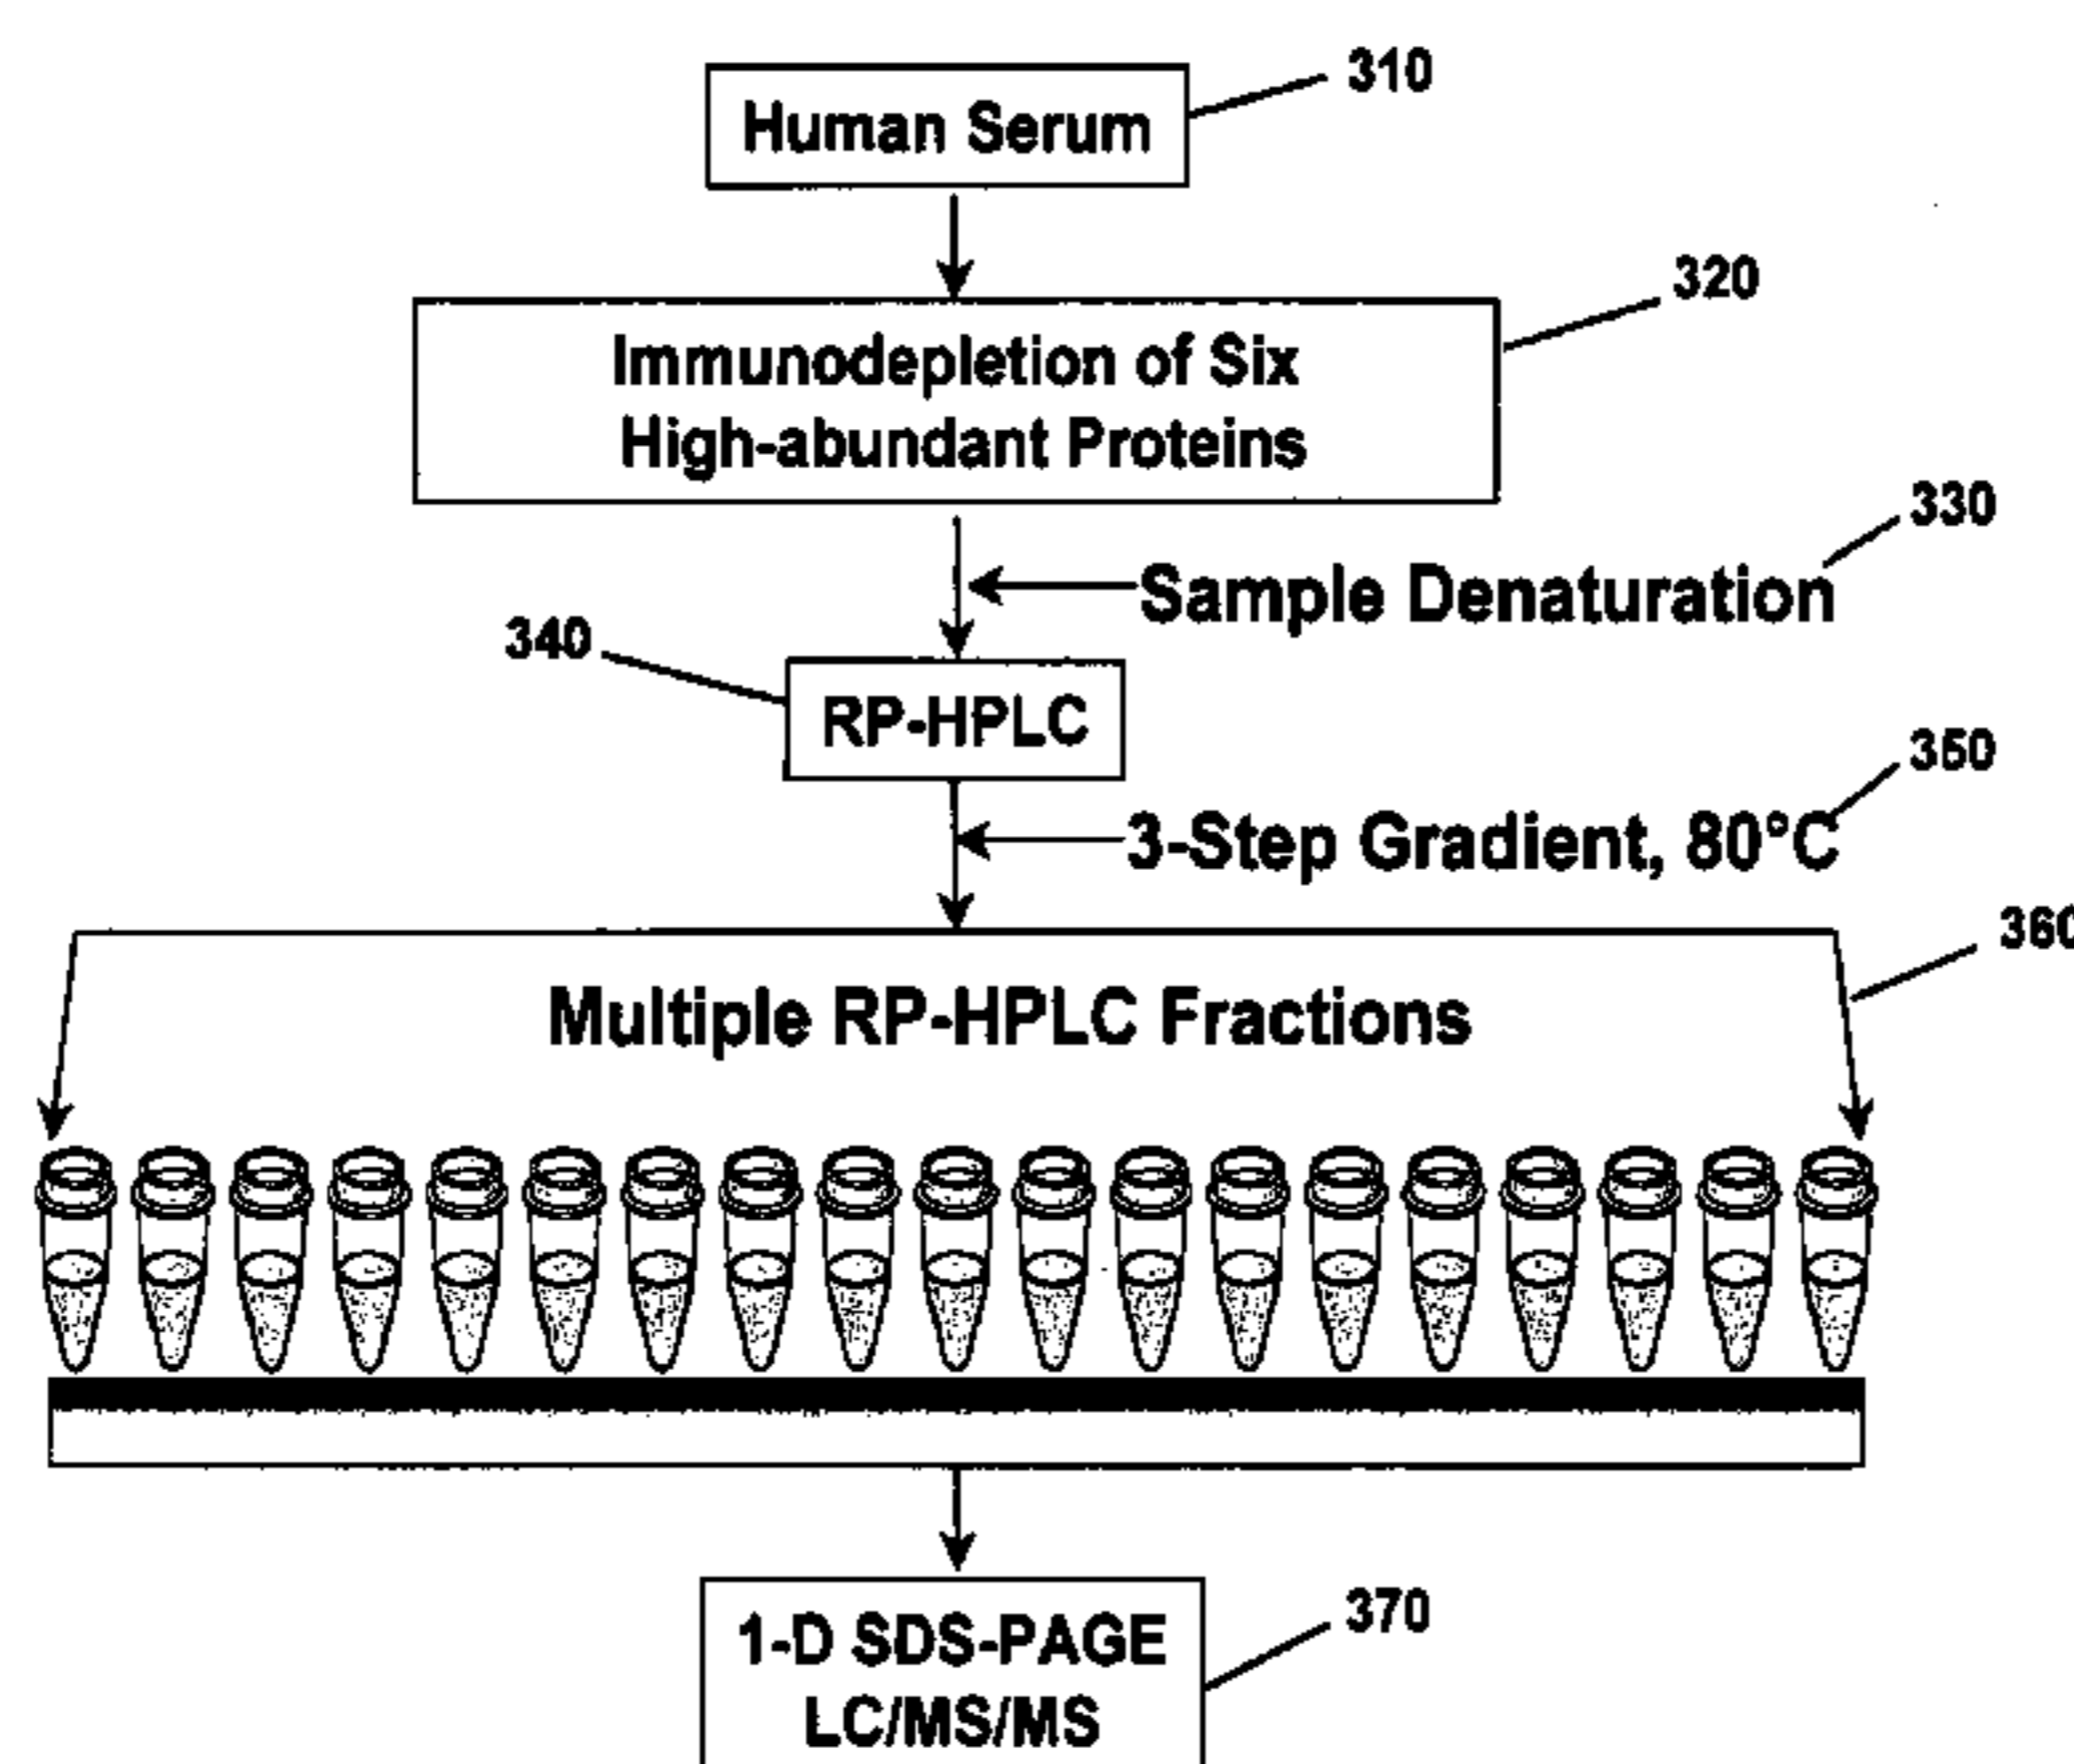 310
Human Serum
320
Immunodepletion of Six
High-abundant Proteins
330
Sample Denaturation
340
RP-HPLC
350
3-Step Gradient, 80°C
360
Multiple RP-HPLC Fractions
370
1-D SDS-PAGE
LC/MS/MS